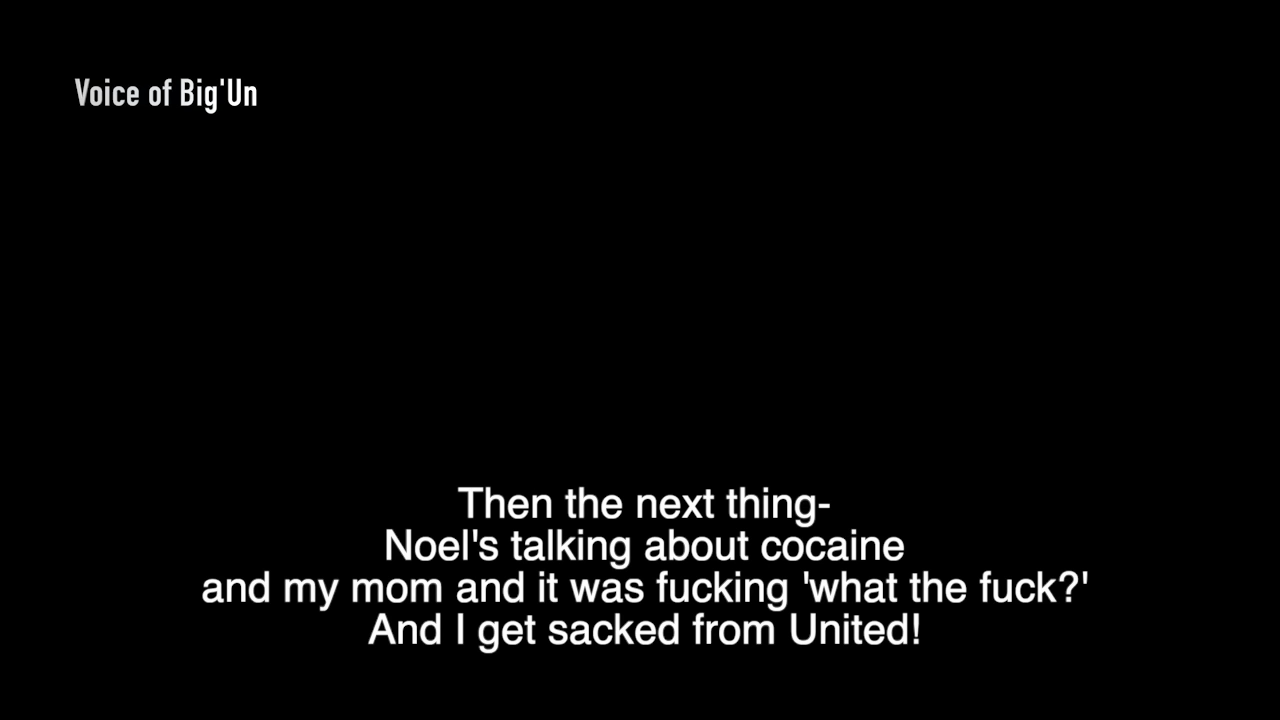 Voice of Big'Un
Then the next thing-
Noel's talking about cocaine
and my mom and it was fucking 'what the fuck?'
And I get sacked from United!